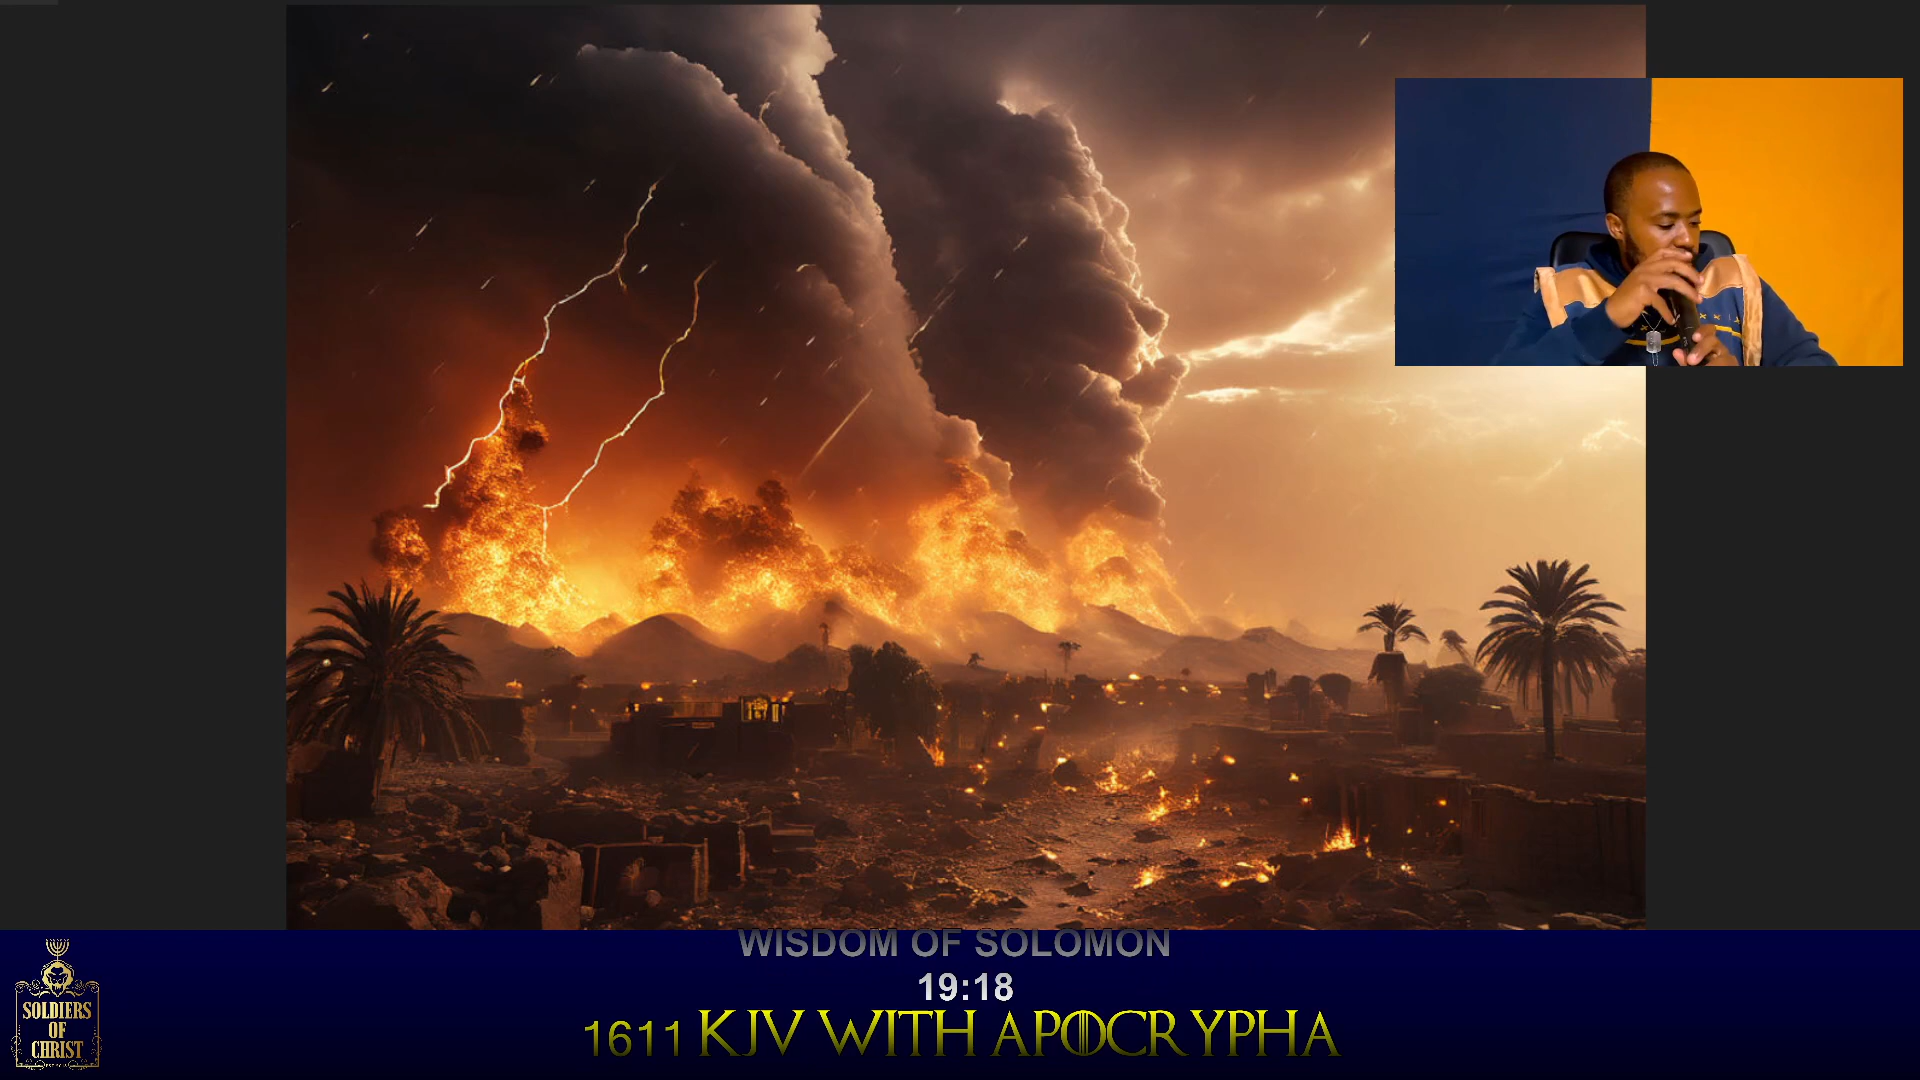 WISDOM OF SOLOMON
19:18
1611 KJV WITH APOCRYPHA
SOLDIERS
OF
CHRIST